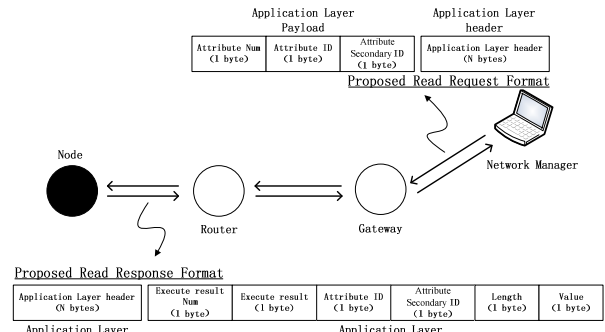 Application Layer Payload
Application Layer header
Attribute Num (1 byte)
Attribute ID (1 byte)
Attribute Secondary ID (1 byte)
Application Layer header (N bytes)
Proposed Read Request Format
Node
Network Manager
Router
Gateway
Proposed Read Response Format
Application Layer header (N bytes)
Execute result Num (1 byte)
Execute result (1 byte)
Attribute ID (1 byte)
Attribute Secondary ID (1 byte)
Length (1 byte)
Value (1 byte)
Application Layer
Application Layer